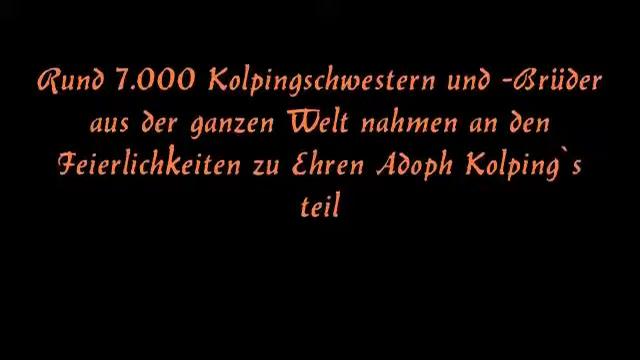 Rund 7.000 Kolpingschwestern und -Brüder
aus der ganzen Welt nahmen an den
Feierlichkeiten zu Ehren Adoph Kolping`s
teil